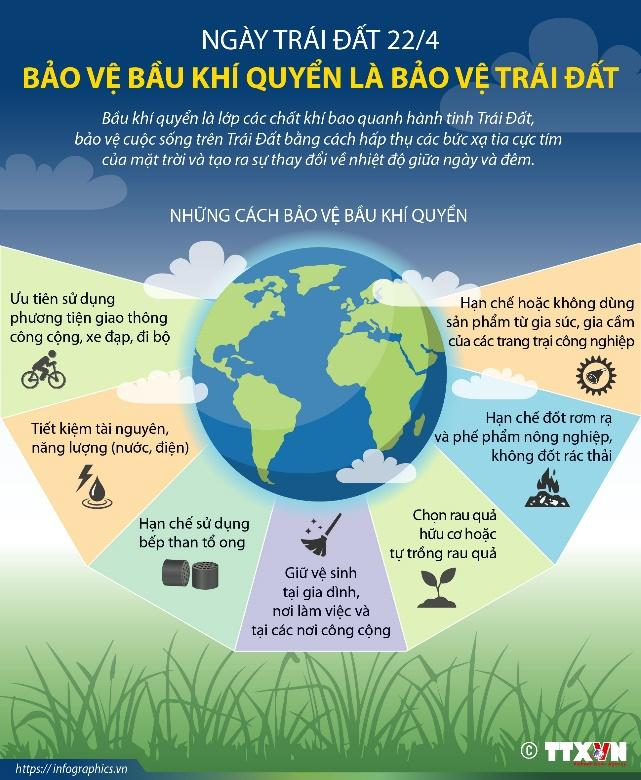 NGÀY TRÁI ĐẤT 22/4
BẢO VỆ BẦU KHÍ QUYỂN LÀ BẢO VỆ TRÁI ĐẤT
Bầu khí quyển là lớp các chất khí bao quanh hành tinh Trái Đất,
bảo vệ cuộc sống trên Trái Đất bằng cách hấp thụ các bức xạ tia cực tím
của mặt trời và tạo ra sự thay đổi về nhiệt độ giữa ngày và đêm.
NHỮNG CÁCH BẢO VỆ BẦU KHÍ QUYỂN
Ưu tiên sử dụng
phương tiện giao thông
công cộng, xe đạp, đi bộ
Tiết kiệm tài nguyên,
năng lượng (nước, điện)
Hạn chế sử dụng
bếp than tổ ong
Giữ vệ sinh
tại gia đình,
nơi làm việc và
tại các nơi công cộng
Chọn rau quả
hữu cơ hoặc
tự trồng rau quả
Hạn chế đốt rơm rạ
và phế phẩm nông nghiệp,
không đốt rác thải
Hạn chế hoặc không dùng
sản phẩm từ gia súc, gia cầm
của các trang trại công nghiệp
https://infographics.vn
© TTXVN
Vietnam News Agency